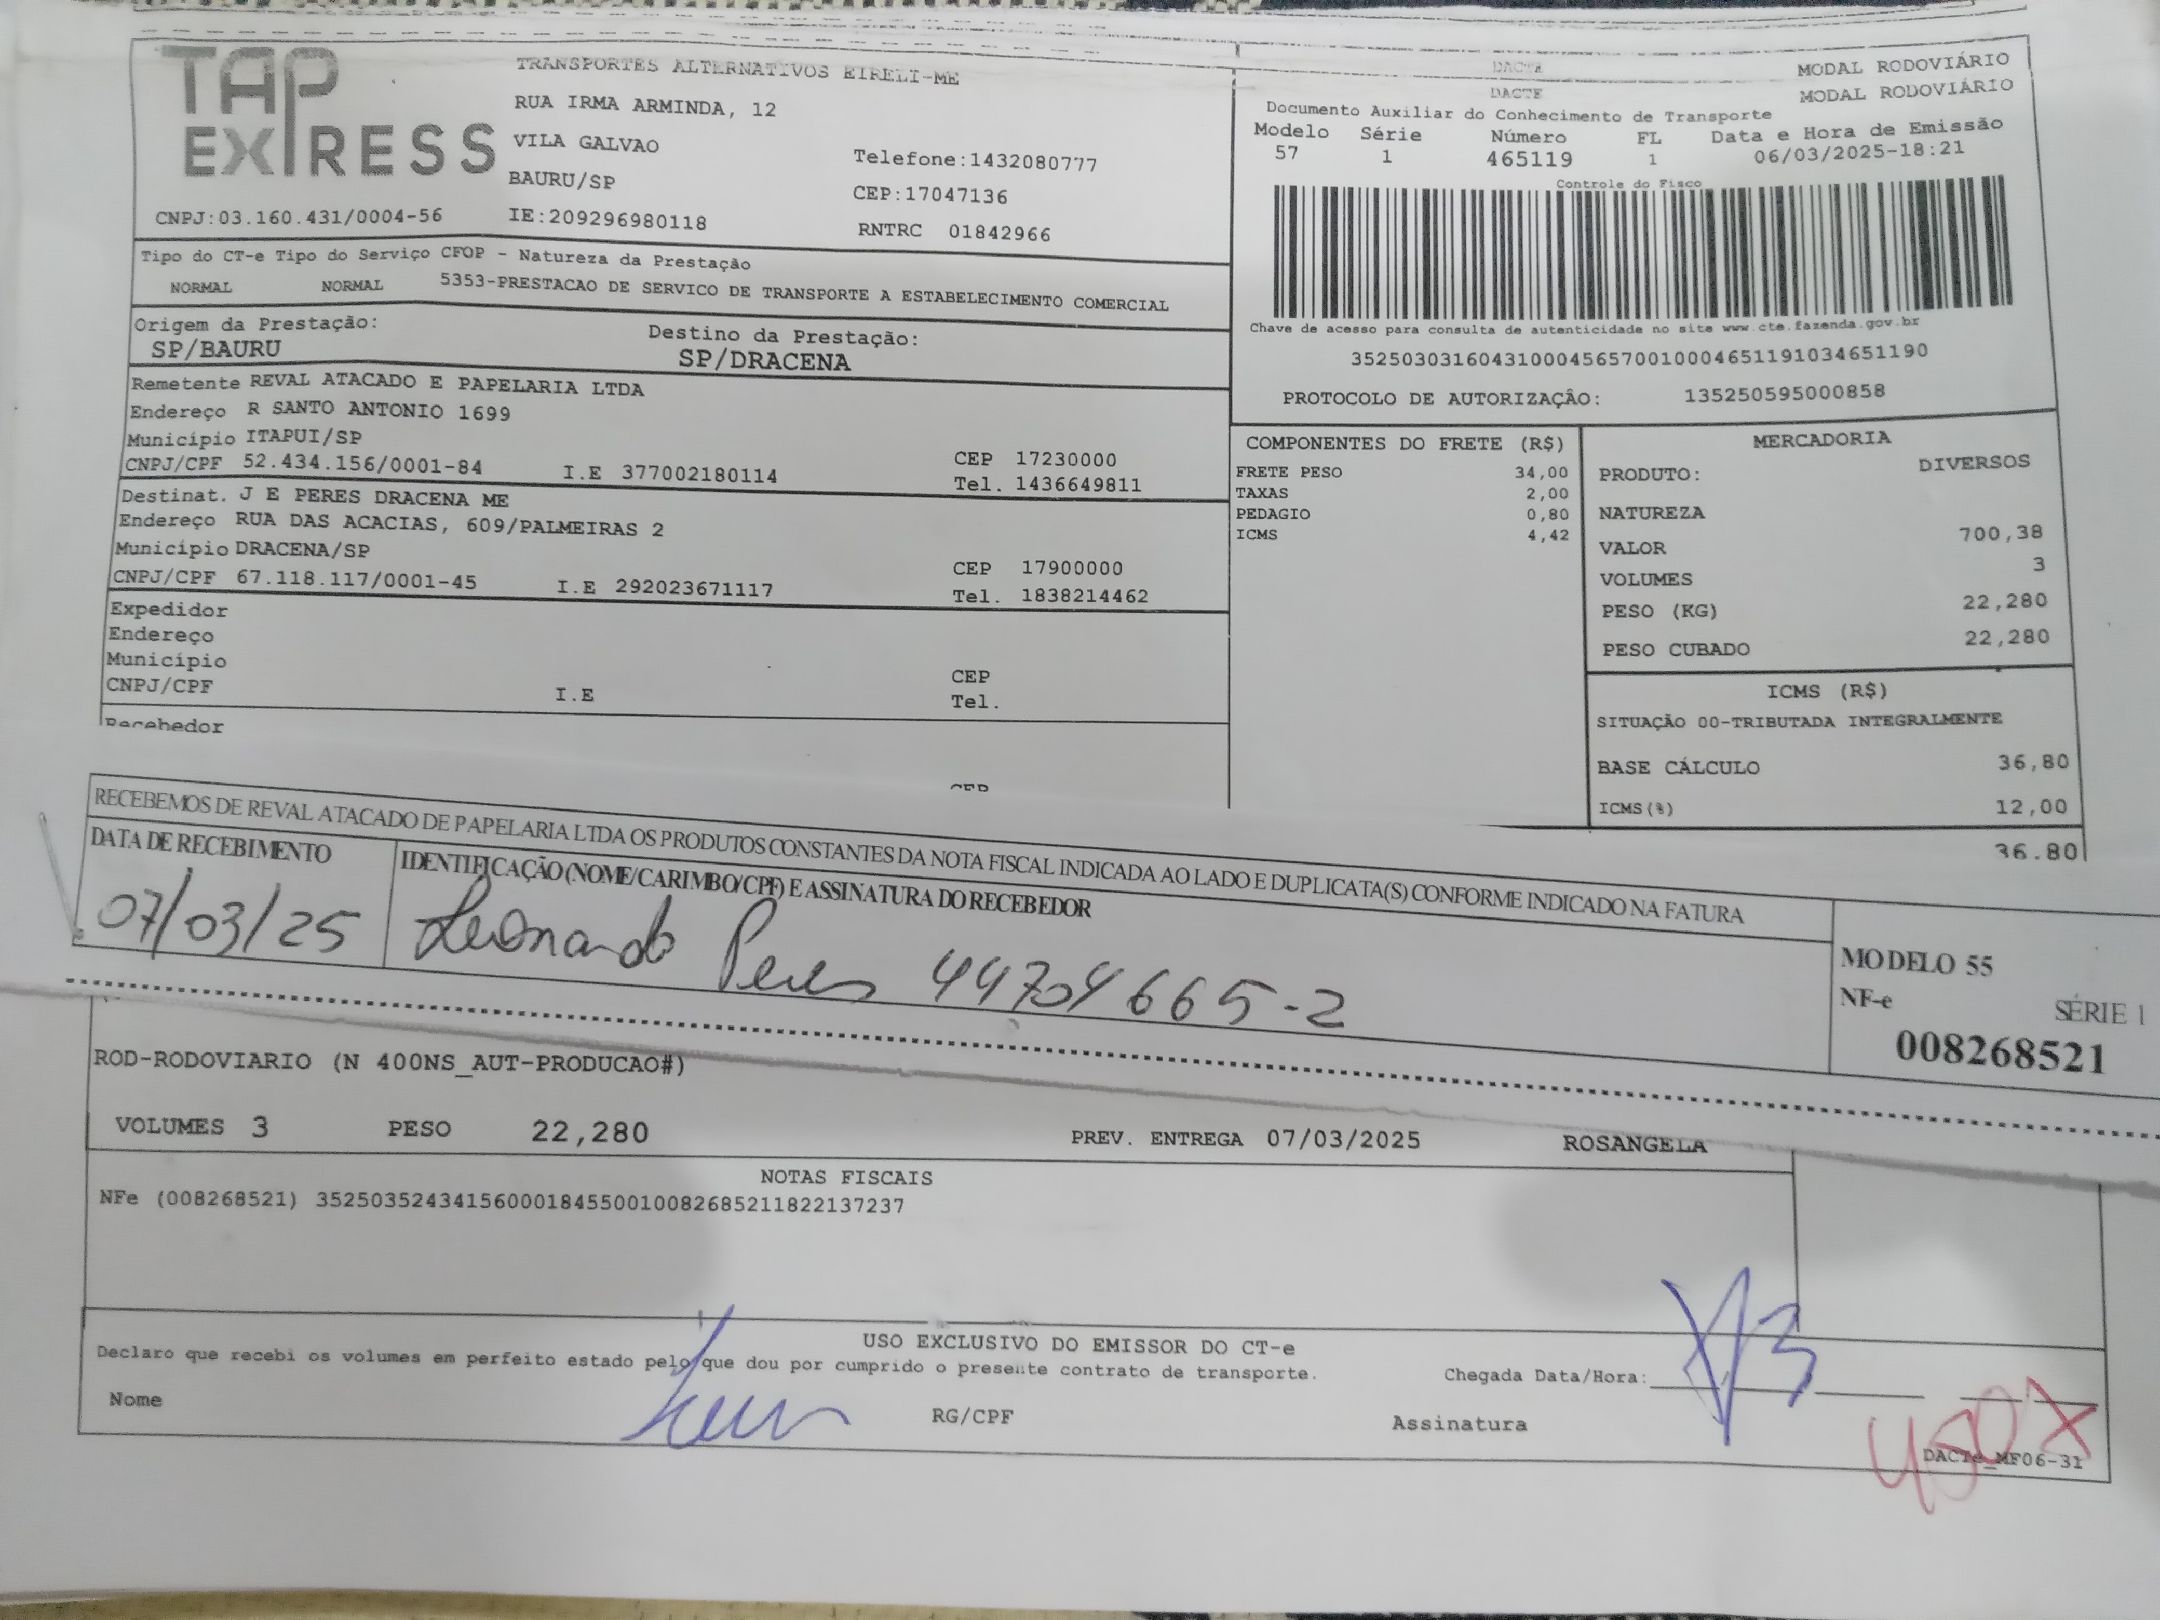 TAP EXPRESS
TRANSPORTES ALTERNATIVOS EIRELI-ME
RUA IRMA ARMINDA, 12
VILA GALVAO
Telefone:1432080777
BAURU/SP
CEP:17047136
CNPJ:03.160.431/0004-56
IE:209296980118
RNTRC 01842966
DACTE
MODAL RODOVIÁRIO
DACTE
MODAL RODOVIÁRIO
Documento Auxiliar do Conhecimento de Transporte
Modelo Série Número FL Data e Hora de Emissão
57 1 465119 1 06/03/2025-18:21
Controle do Fisco
Chave de acesso para consulta de autenticidade no site www.cte.fazenda.gov.br
35250303160431000456570010004651191034651190
PROTOCOLO DE AUTORIZAÇÂO: 135250595000858
Tipo do CT-e Tipo do Serviço CFOP - Natureza da Prestação
NORMAL NORMAL 5353-PRESTACAO DE SERVICO DE TRANSPORTE A ESTABELECIMENTO COMERCIAL
Origem da Prestação: Destino da Prestação:
SP/BAURU SP/DRACENA
Remetente REVAL ATACADO E PAPELARIA LTDA
Endereço R SANTO ANTONIO 1699
Município ITAPUI/SP
CEP 17230000
CNPJ/CPF 52.434.156/0001-84 I.E 377002180114 Tel. 1436649811
Destinat. J E PERES DRACENA ME
Endereço RUA DAS ACACIAS, 609/PALMEIRAS 2
Município DRACENA/SP
CEP 17900000
CNPJ/CPF 67.118.117/0001-45 I.E 292023671117 Tel. 1838214462
Expedidor
Endereço
Município
CEP
CNPJ/CPF I.E Tel.
Recebedor
CEP
COMPONENTES DO FRETE (R$)
FRETE PESO 34,00
TAXAS 2,00
PEDAGIO 0,80
ICMS 4,42
MERCADORIA
PRODUTO: DIVERSOS
NATUREZA
VALOR 700,38
VOLUMES 3
PESO (KG) 22,280
PESO CUBADO 22,280
ICMS (R$)
SITUAÇÃO 00-TRIBUTADA INTEGRALMENTE
BASE CÁLCULO 36,80
ICMS(%) 12,00
36.80
RECEBEMOS DE REVAL ATACADO DE PAPELARIA LTDA OS PRODUTOS CONSTANTES DA NOTA FISCAL INDICADA AO LADO E DUPLICATA(S) CONFORME INDICADO NA FATURA
DATA DE RECEBIMENTO
IDENTIFICAÇÃO (NOME/CARIMBO/CPF) E ASSINATURA DO RECEBEDOR
07/03/25 Leonardo Peres 44704665-2
MODELO 55
NF-e SÉRIE 1
008268521
ROD-RODOVIARIO (N 400NS_AUT-PRODUCAO#)
VOLUMES 3 PESO 22,280 PREV. ENTREGA 07/03/2025 ROSANGELA
NOTAS FISCAIS
NFe (008268521) 35250352434156000184550010082685211822137237
USO EXCLUSIVO DO EMISSOR DO CT-e
Declaro que recebi os volumes em perfeito estado pelo que dou por cumprido o presente contrato de transporte.
Chegada Data/Hora:
Nome RG/CPF Assinatura
DACTe_MF06-31